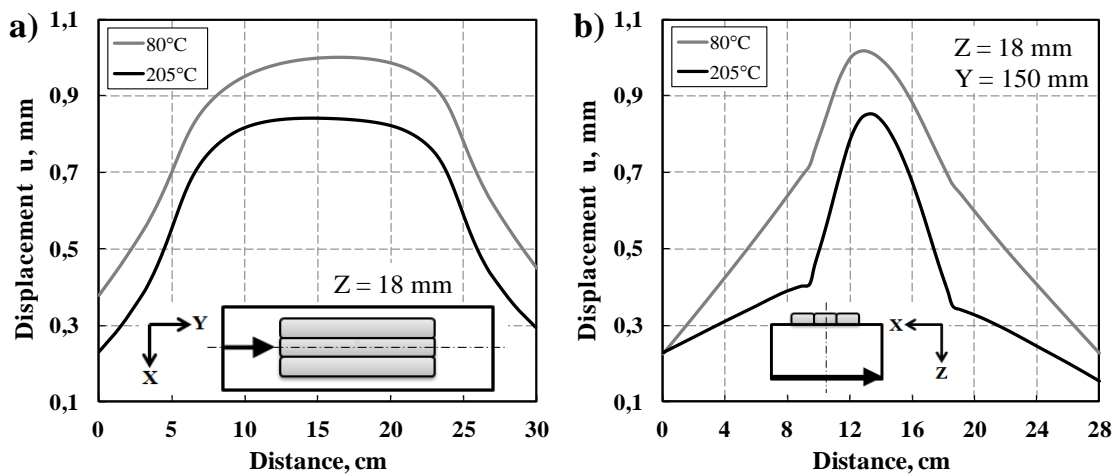 a)
Displacement u, mm
1,1
0,9
0,7
0,5
0,3
0,1
80°C
205°C
Z = 18 mm
Y
X
0 5 10 15 20 25 30
Distance, cm
b)
Displacement u, mm
1,1
0,9
0,7
0,5
0,3
0,1
80°C
205°C
Z = 18 mm
Y = 150 mm
X
Z
0 4 8 12 16 20 24 28
Distance, cm